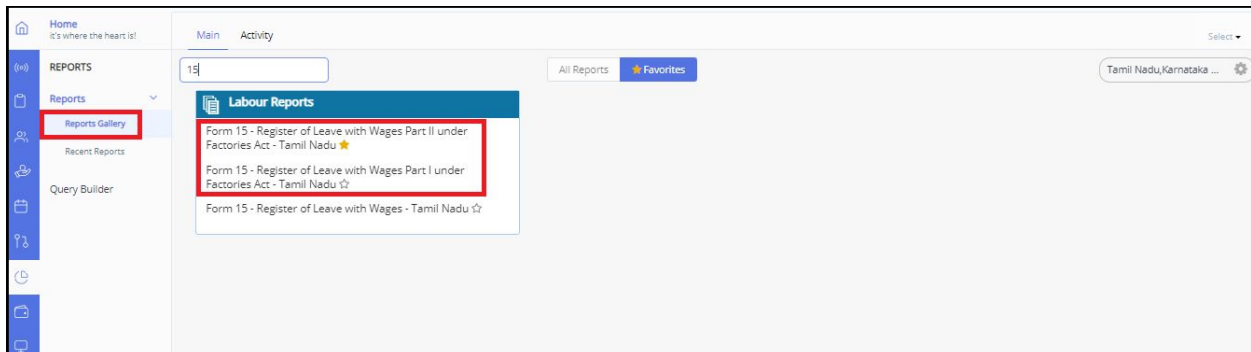 Home
it's where the heart is!
Main Activity
Select
REPORTS
15
All Reports Favorites
Tamil Nadu,Karnataka ...
Reports
Reports Gallery
Recent Reports
Query Builder
Labour Reports
Form 15 - Register of Leave with Wages Part II under
Factories Act - Tamil Nadu
Form 15 - Register of Leave with Wages Part I under
Factories Act - Tamil Nadu
Form 15 - Register of Leave with Wages - Tamil Nadu